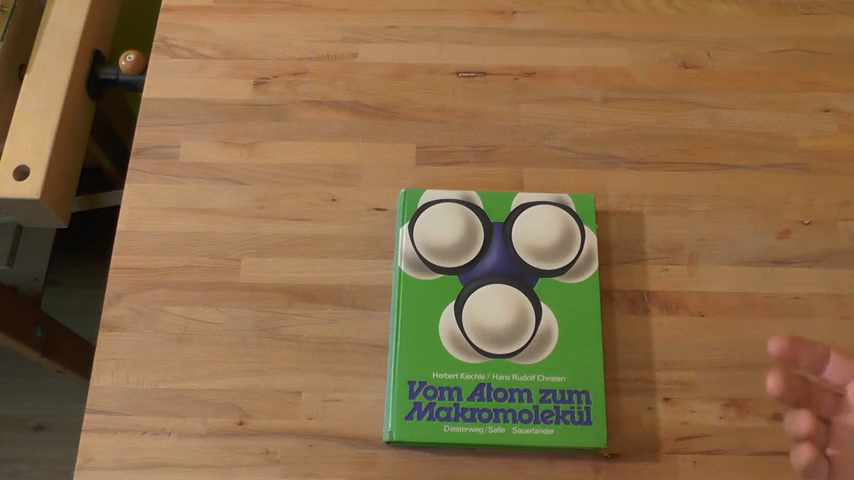 Herbert Kiechle / Hans Rudolf Christen
Vom Atom zum
Makromolekül
Diesterweg/Salle Sauerländer